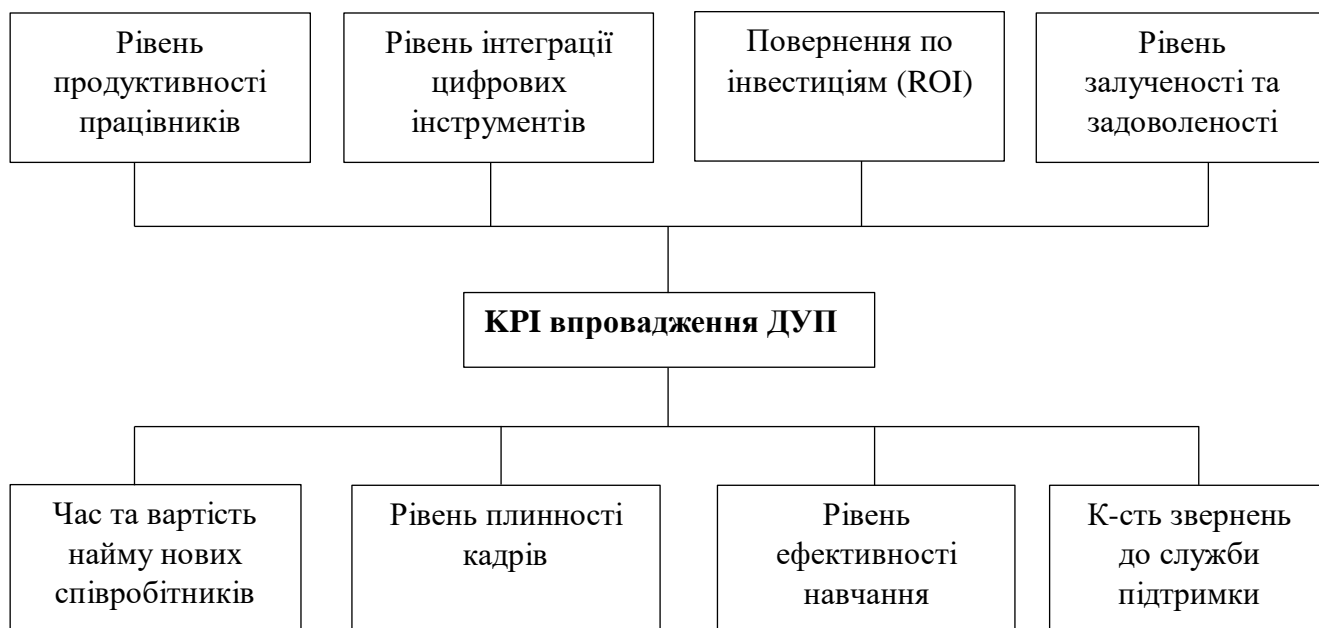 Рівень
продуктивності
працівників
Рівень інтеграції
цифрових
інструментів
Повернення по
інвестиціям (ROI)
Рівень
залученості та
задоволеності
KPI впровадження ДУП
Час та вартість
найму нових
співробітників
Рівень плинності
кадрів
Рівень
ефективності
навчання
К-сть звернень
до служби
підтримки